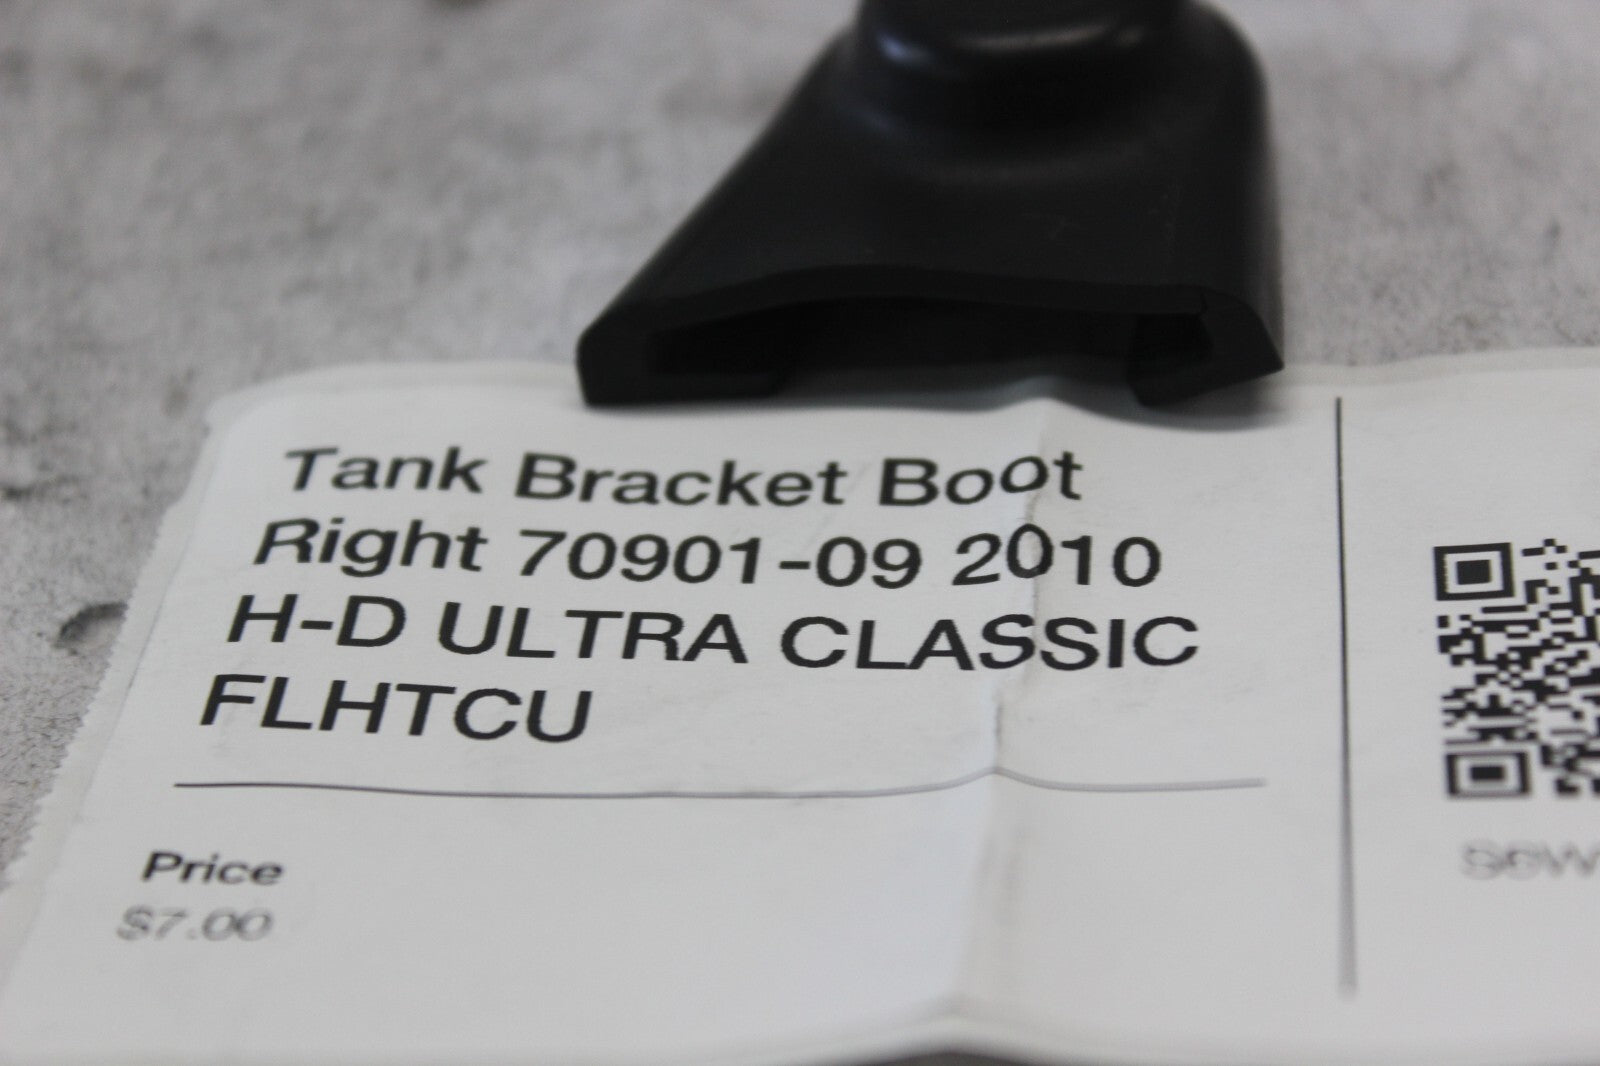 Tank Bracket Boot
Right 70901-09 2010
H-D ULTRA CLASSIC
FLHTCU
Price
$7.00